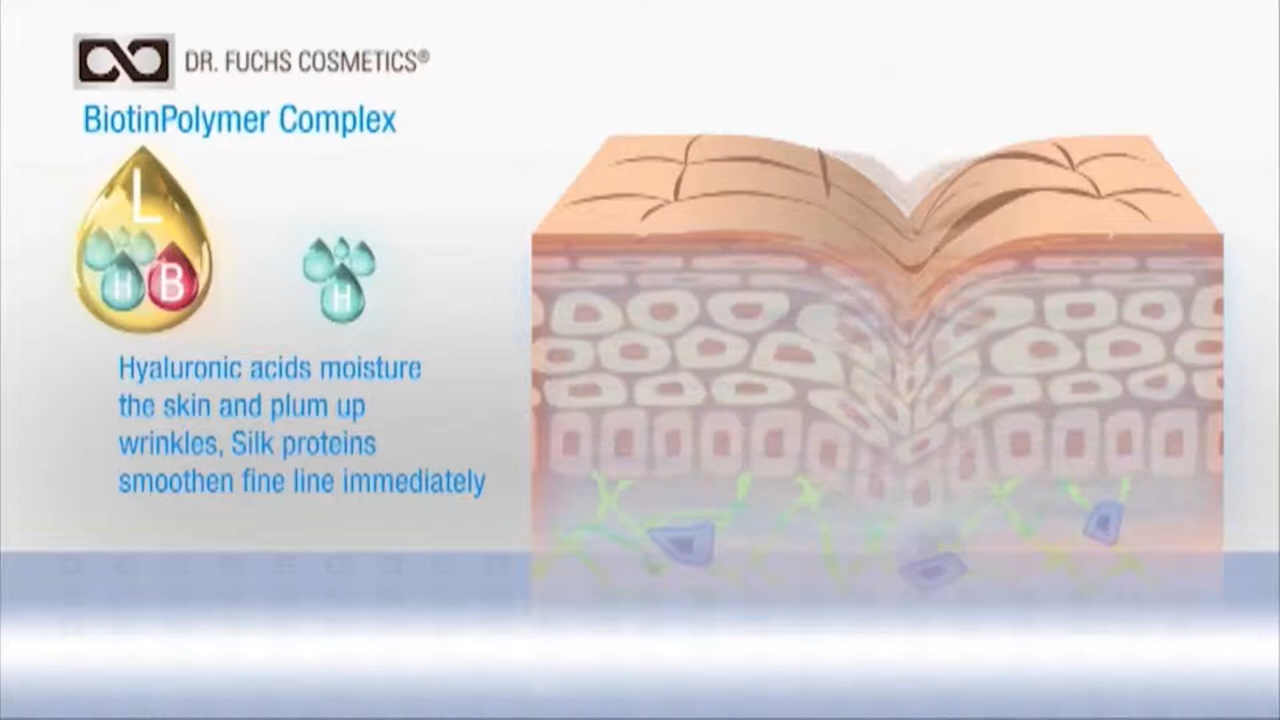 DR. FUCHS COSMETICS®
BiotinPolymer Complex
L
H B
H
Hyaluronic acids moisture
the skin and plum up
wrinkles, Silk proteins
smoothen fine line immediately